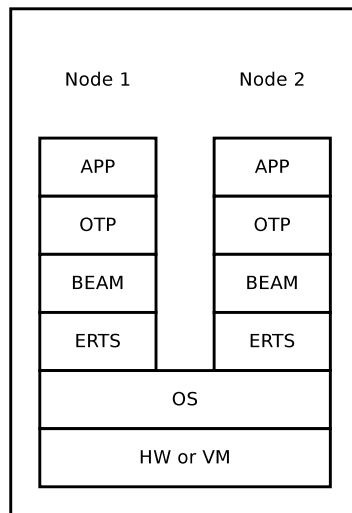 Node 1 Node 2
APP APP
OTP OTP
BEAM BEAM
ERTS ERTS
OS
HW or VM